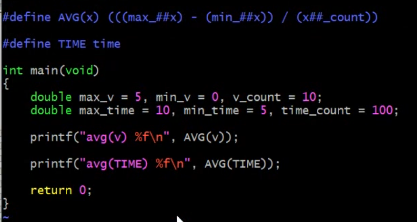 #define AVG(x) (((max_##x) - (min_##x)) / (x##_count))
#define TIME time
int main(void)
{
double max_v = 5, min_v = 0, v_count = 10;
double max_time = 10, min_time = 5, time_count = 100;
printf("avg(v) %f\n", AVG(v));
printf("avg(TIME) %f\n", AVG(TIME));
return 0;
}
~